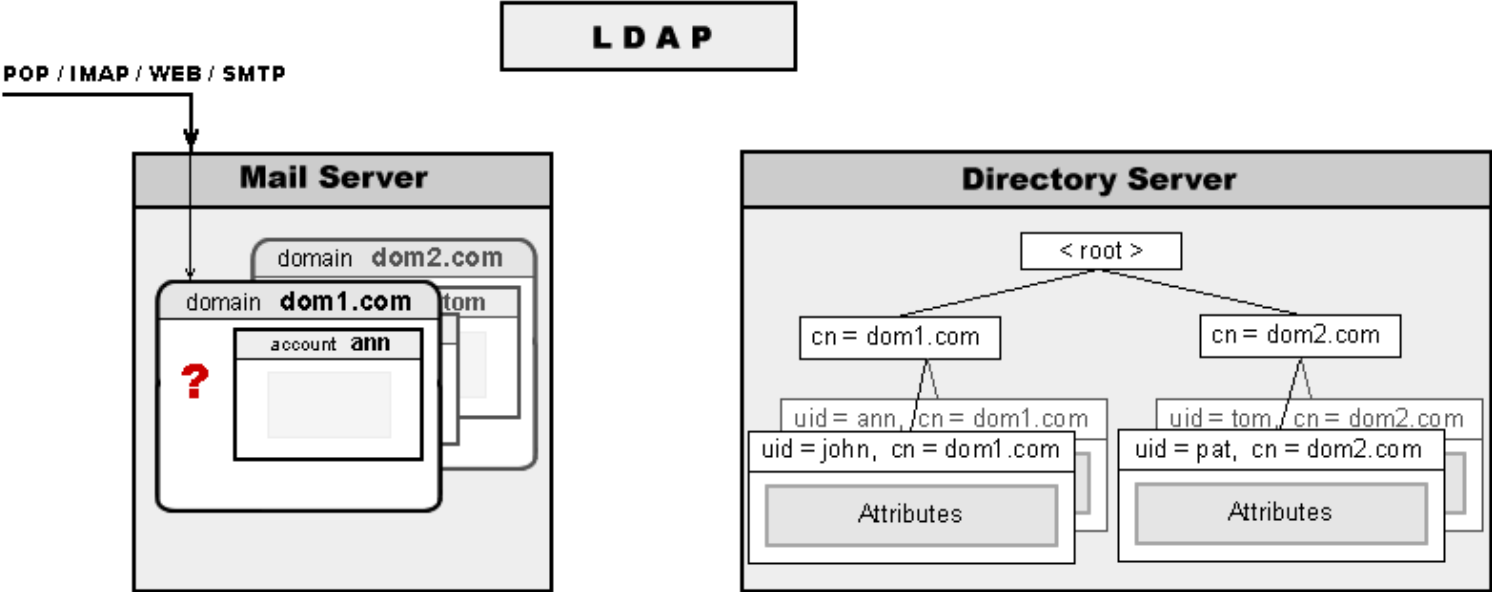 L D A P
POP / IMAP / WEB / SMTP
Mail Server
domain dom2.com
tom
domain dom1.com
account ann
?
Directory Server
< root >
cn = dom1.com
cn = dom2.com
uid = ann, cn = dom1.com
uid = tom, cn = dom2.com
uid = john, cn = dom1.com
uid = pat, cn = dom2.com
Attributes
Attributes